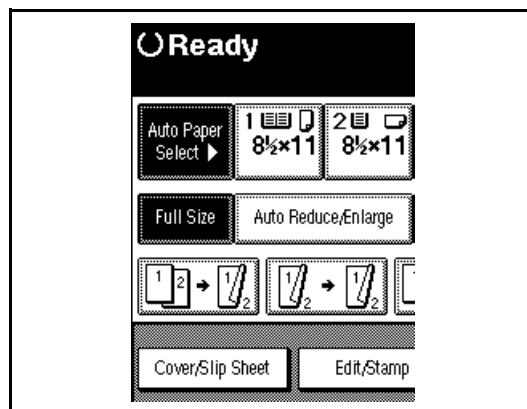 Ready
Auto Paper Select ▶ 1 8½×11 2 8½×11
Full Size Auto Reduce/Enlarge
1 2 → 1 2 1 2 → 1 2 1
Cover/Slip Sheet Edit/Stamp